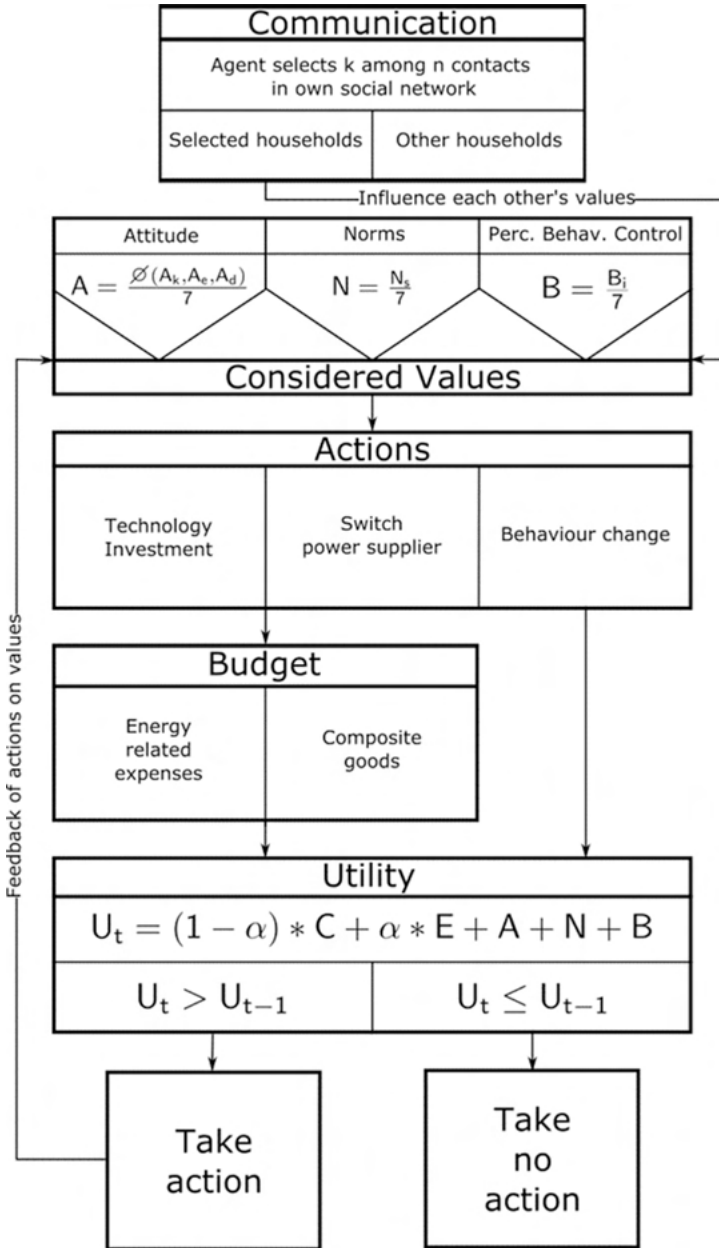 Communication
Agent selects k among n contacts
in own social network
Selected households
Other households
Influence each other's values
Attitude
Norms
Perc. Behav. Control
A = Ø(Aₖ,Aₑ,A_d)/7
N = Nₛ/7
B = Bᵢ/7
Considered Values
Actions
Technology
Investment
Switch
power supplier
Behaviour change
Feedback of actions on values
Budget
Energy
related
expenses
Composite
goods
Utility
Uₜ = (1 − α) ∗ C + α ∗ E + A + N + B
Uₜ > Uₜ₋₁
Uₜ ≤ Uₜ₋₁
Take
action
Take
no
action